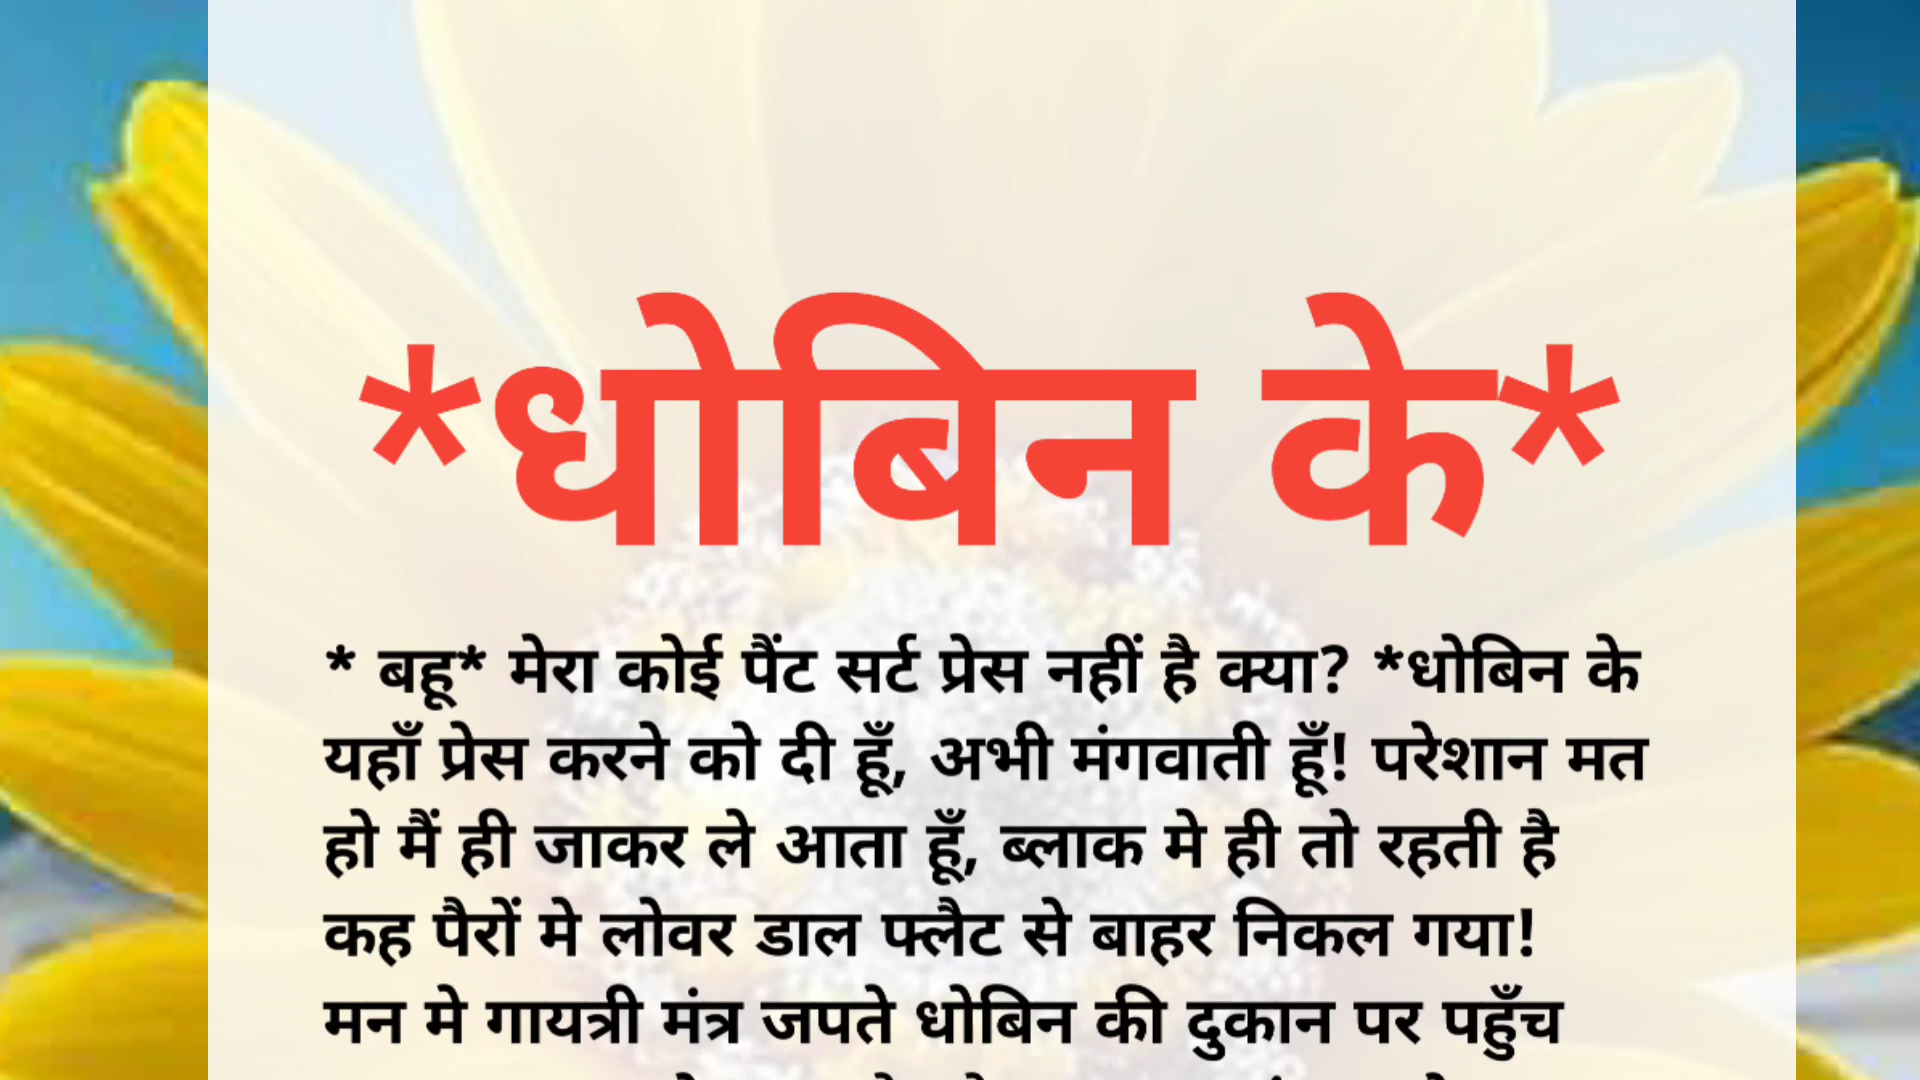 *धोबिन के*
* बहू* मेरा कोई पैंट सर्ट प्रेस नहीं है क्या? *धोबिन के
यहाँ प्रेस करने को दी हूँ, अभी मंगवाती हूँ! परेशान मत
हो मैं ही जाकर ले आता हूँ, ब्लाक मे ही तो रहती है
कह पैरों मे लोवर डाल फ्लैट से बाहर निकल गया!
मन मे गायत्री मंत्र जपते धोबिन की दुकान पर पहुँच